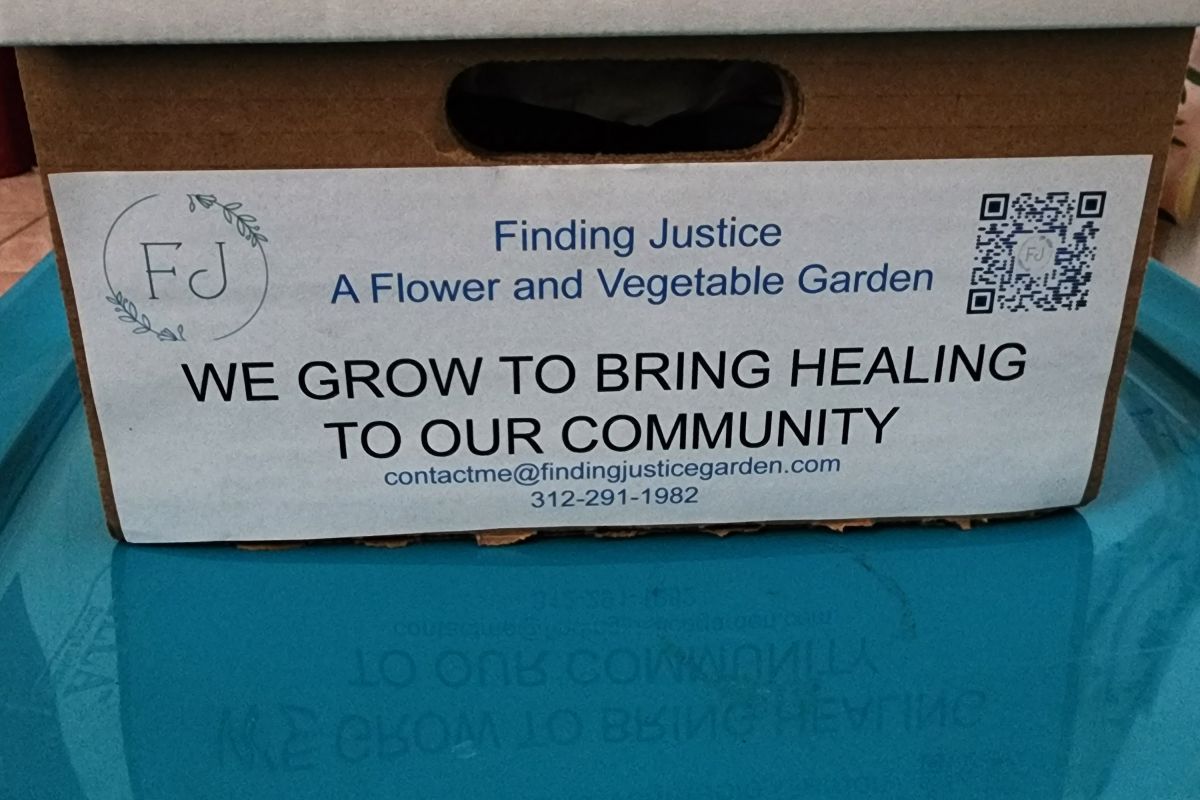 FJ
Finding Justice
A Flower and Vegetable Garden
WE GROW TO BRING HEALING
TO OUR COMMUNITY
contactme@findingjusticegarden.com
312-291-1982